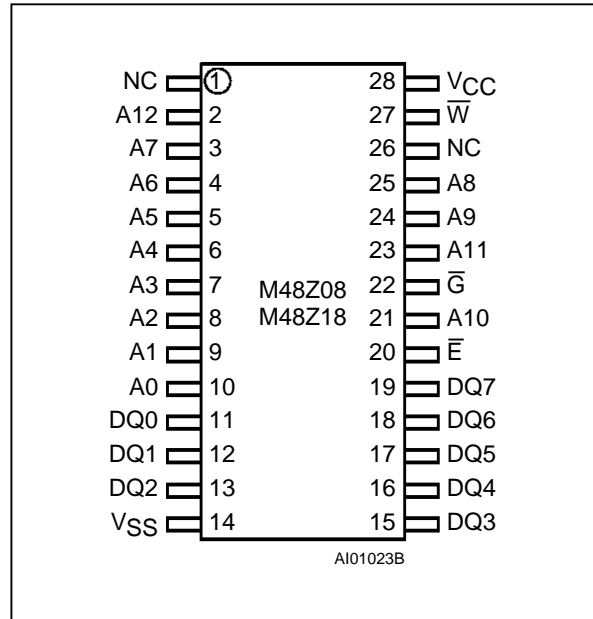 NC 1 28 VCC
A12 2 27 W̅
A7 3 26 NC
A6 4 25 A8
A5 5 24 A9
A4 6 23 A11
A3 7 22 G̅
M48Z08
M48Z18
A2 8 21 A10
A1 9 20 E̅
A0 10 19 DQ7
DQ0 11 18 DQ6
DQ1 12 17 DQ5
DQ2 13 16 DQ4
VSS 14 15 DQ3
AI01023B